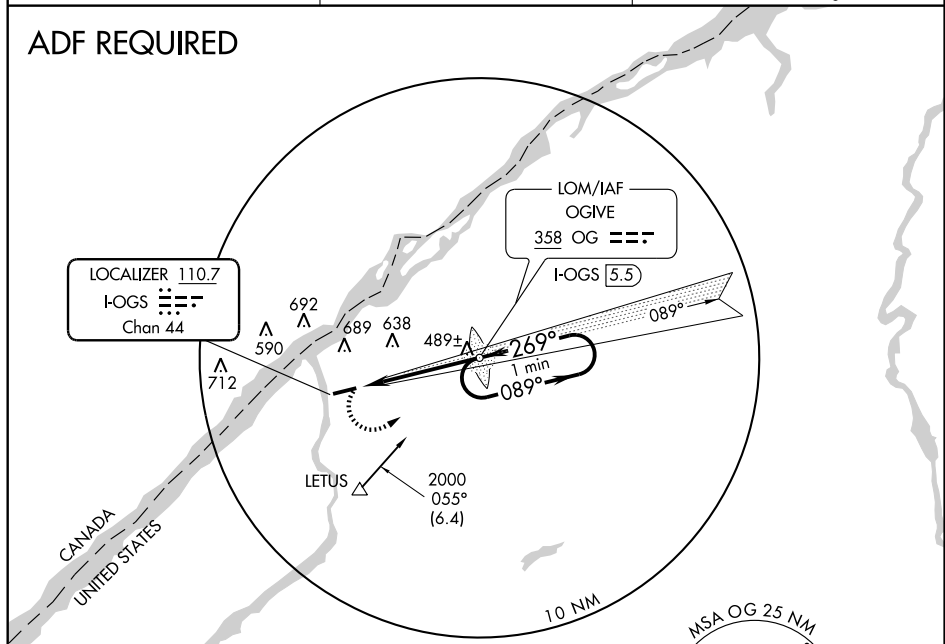 ADF REQUIRED
LOM/IAF
OGIVE
358 OG
I-OGS 5.5
LOCALIZER 110.7
I-OGS
Chan 44
692
590
689
638
489±
712
089°
269°
1 min
089°
LETUS
2000
055°
(6.4)
CANADA
UNITED STATES
10 NM
MSA OG 25 NM